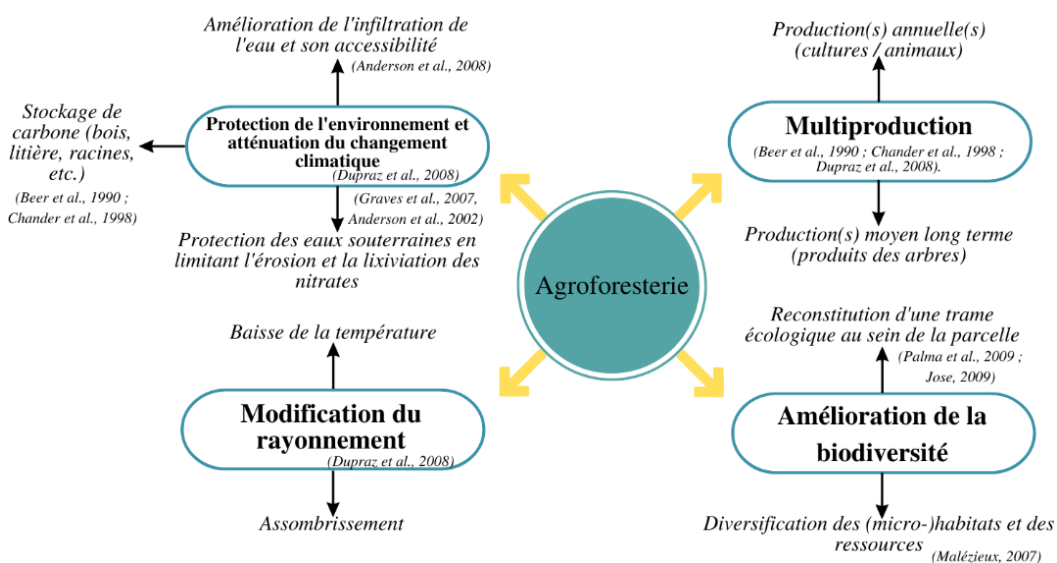 Amélioration de l'infiltration de
l'eau et son accessibilité
(Anderson et al., 2008)
Stockage de
carbone (bois,
litière, racines,
etc.)
(Beer et al., 1990 ;
Chander et al., 1998)
Protection de l'environnement et
atténuation du changement
climatique
(Dupraz et al., 2008)
(Graves et al., 2007,
Anderson et al., 2002)
Protection des eaux souterraines en
limitant l'érosion et la lixiviation des
nitrates
Production(s) annuelle(s)
(cultures / animaux)
Multiproduction
(Beer et al., 1990 ; Chander et al., 1998 ;
Dupraz et al., 2008).
Production(s) moyen long terme
(produits des arbres)
Agroforesterie
Baisse de la température
Modification du
rayonnement
(Dupraz et al., 2008)
Assombrissement
Reconstitution d'une trame
écologique au sein de la parcelle
(Palma et al., 2009 ;
Jose, 2009)
Amélioration de la
biodiversité
Diversification des (micro-)habitats et des
ressources
(Malézieux, 2007)